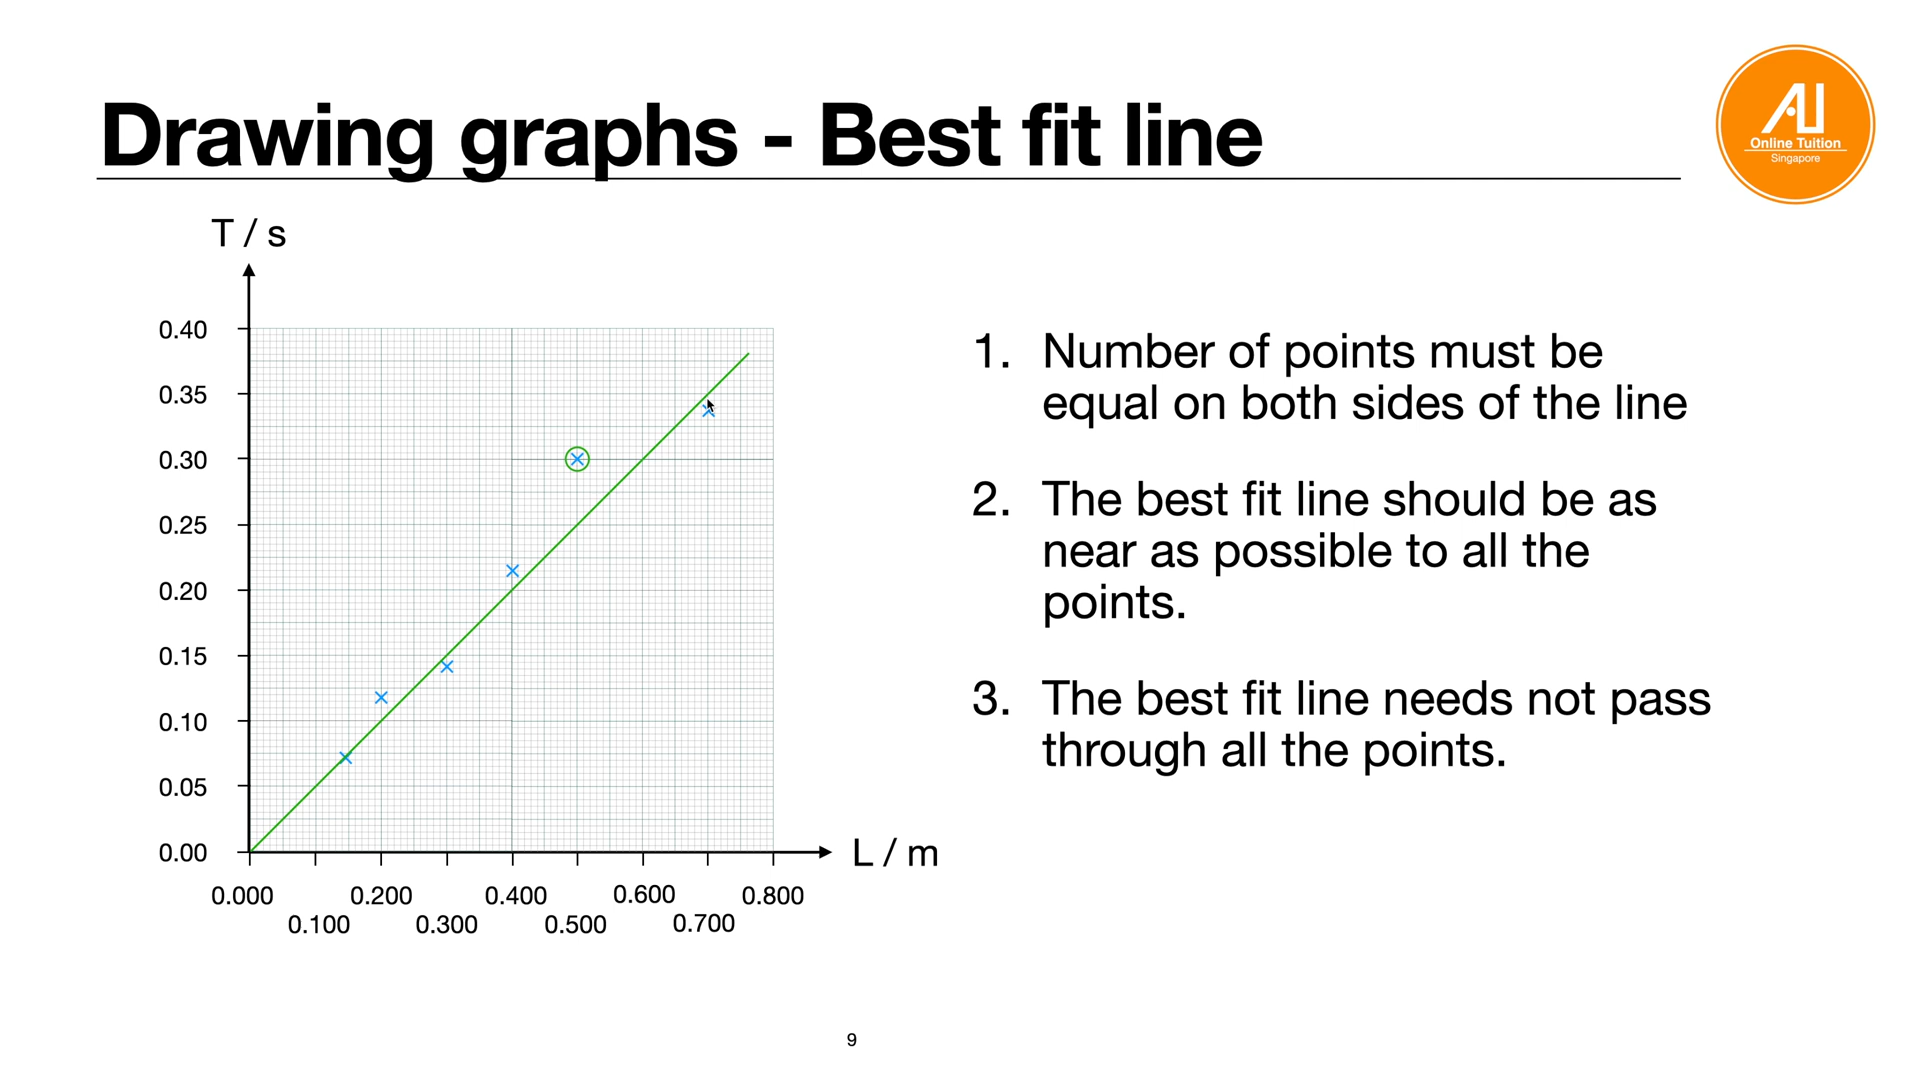 Drawing graphs - Best fit line
AU
Online Tuition
Singapore
T / s
0.40
0.35
0.30
0.25
0.20
0.15
0.10
0.05
0.00
L / m
0.000
0.100
0.200
0.300
0.400
0.500
0.600
0.700
0.800
1. Number of points must be
equal on both sides of the line
2. The best fit line should be as
near as possible to all the
points.
3. The best fit line needs not pass
through all the points.
9